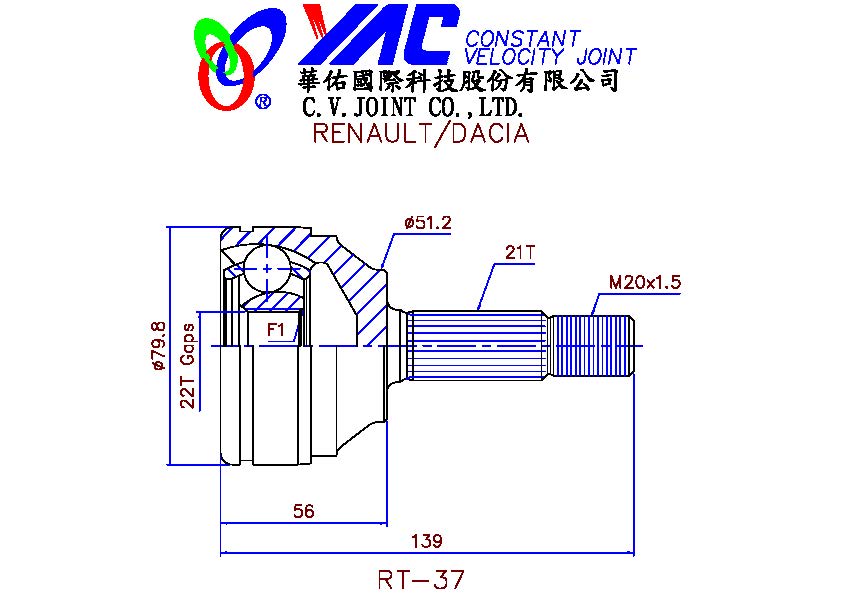 YAC CONSTANT
VELOCITY JOINT
®
華佑國際科技股份有限公司
C.V.JOINT CO.,LTD.
RENAULT/DACIA
ø51.2
21T
M20x1.5
F1
ø79.8
22T Gaps
56
139
RT-37